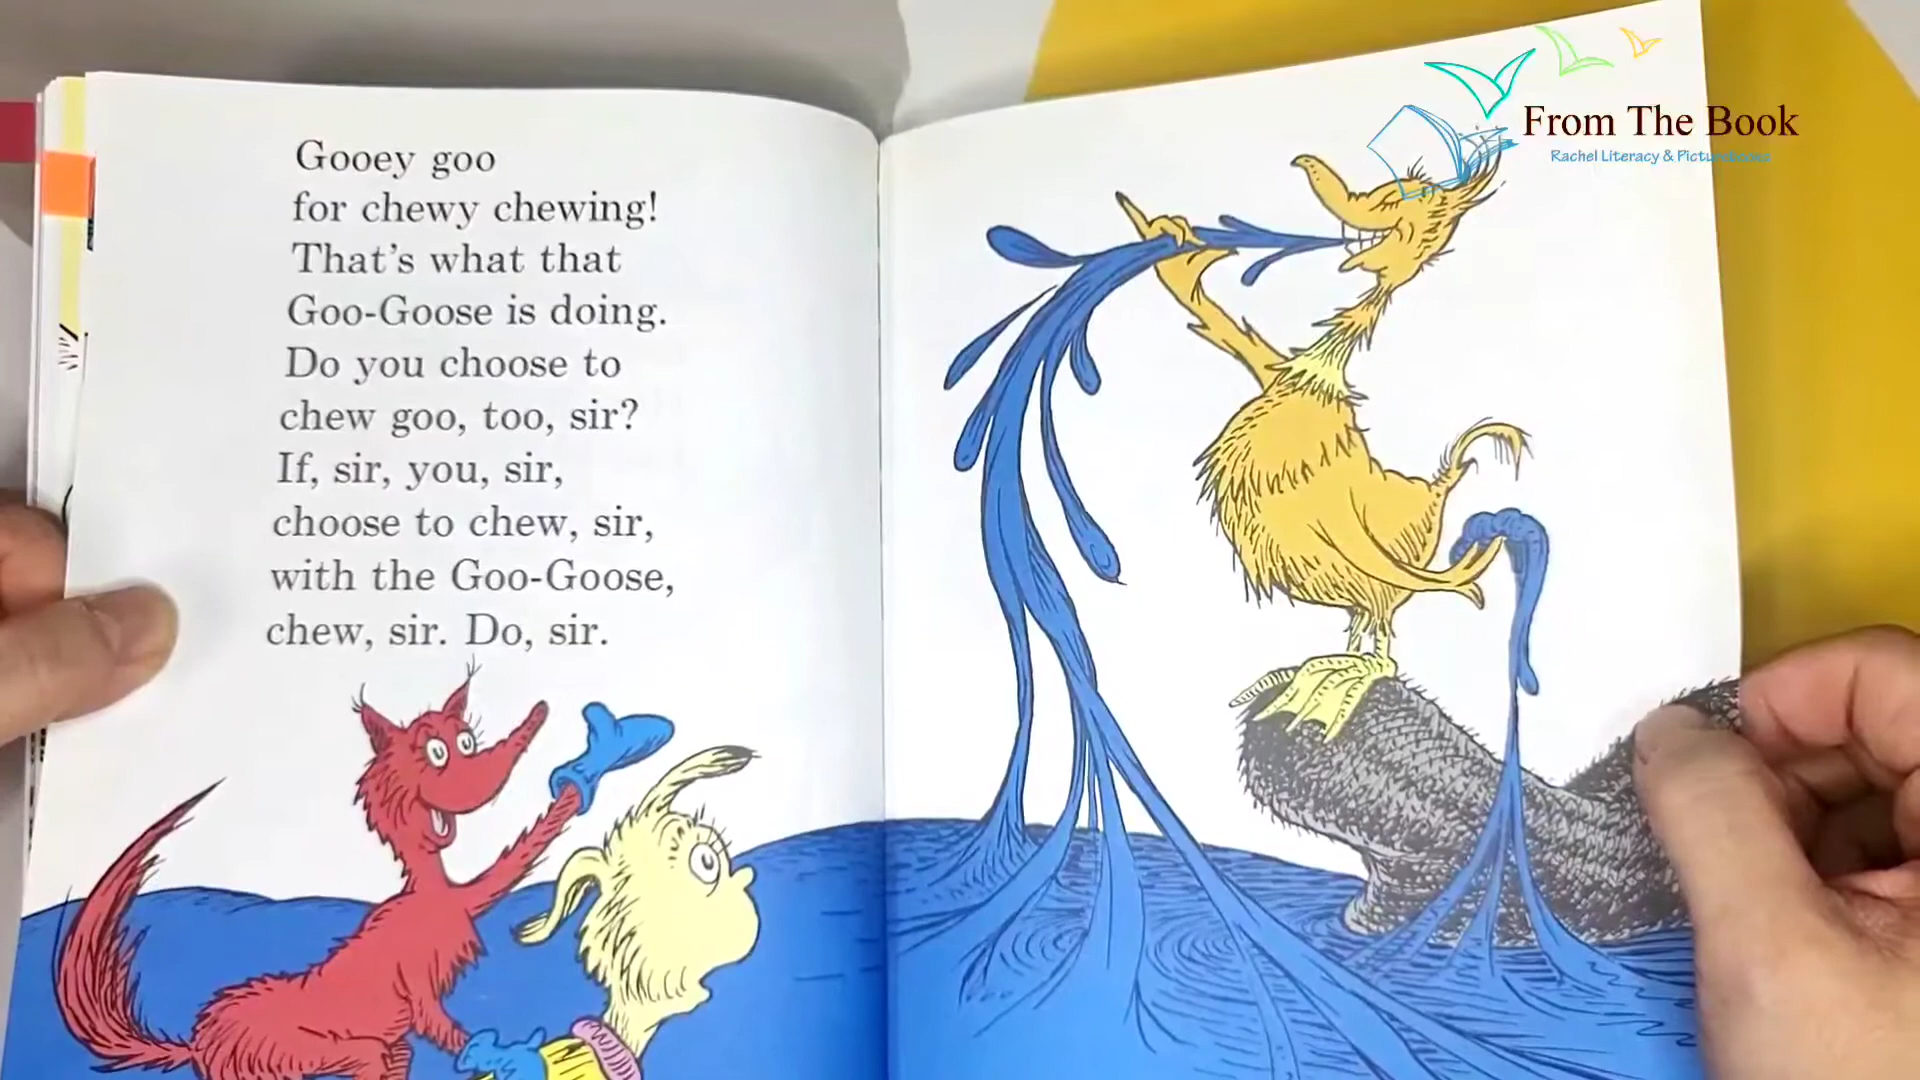 Gooey goo
for chewy chewing!
That's what that
Goo-Goose is doing.
Do you choose to
chew goo, too, sir?
If, sir, you, sir,
choose to chew, sir,
with the Goo-Goose,
chew, sir. Do, sir.
From The Book
Rachel Literacy & Picturebooks